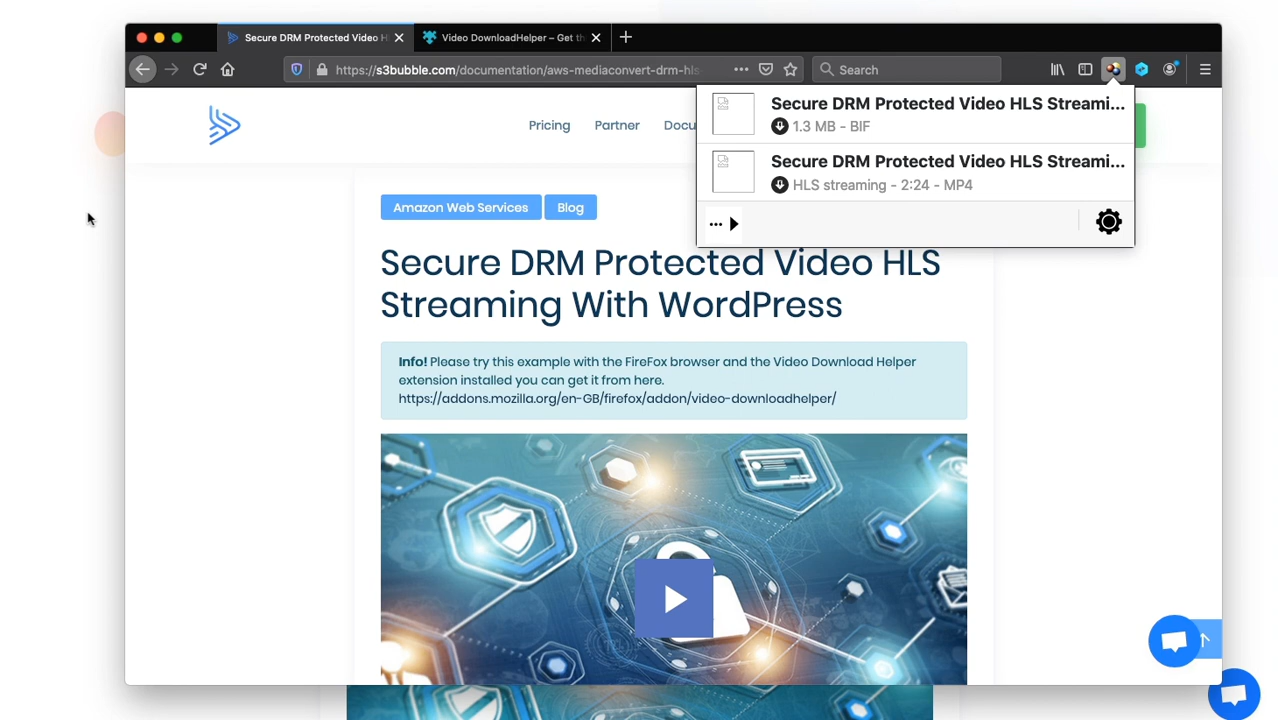 Secure DRM Protected Video H
Video DownloadHelper – Get th
https://s3bubble.com/documentation/aws-mediaconvert-drm-hls
Search
Secure DRM Protected Video HLS Streami...
1.3 MB - BIF
Secure DRM Protected Video HLS Streami...
HLS streaming - 2:24 - MP4
Pricing
Partner
Docu
Amazon Web Services
Blog
Secure DRM Protected Video HLS
Streaming With WordPress
Info! Please try this example with the FireFox browser and the Video Download Helper
extension installed you can get it from here.
https://addons.mozilla.org/en-GB/firefox/addon/video-downloadhelper/